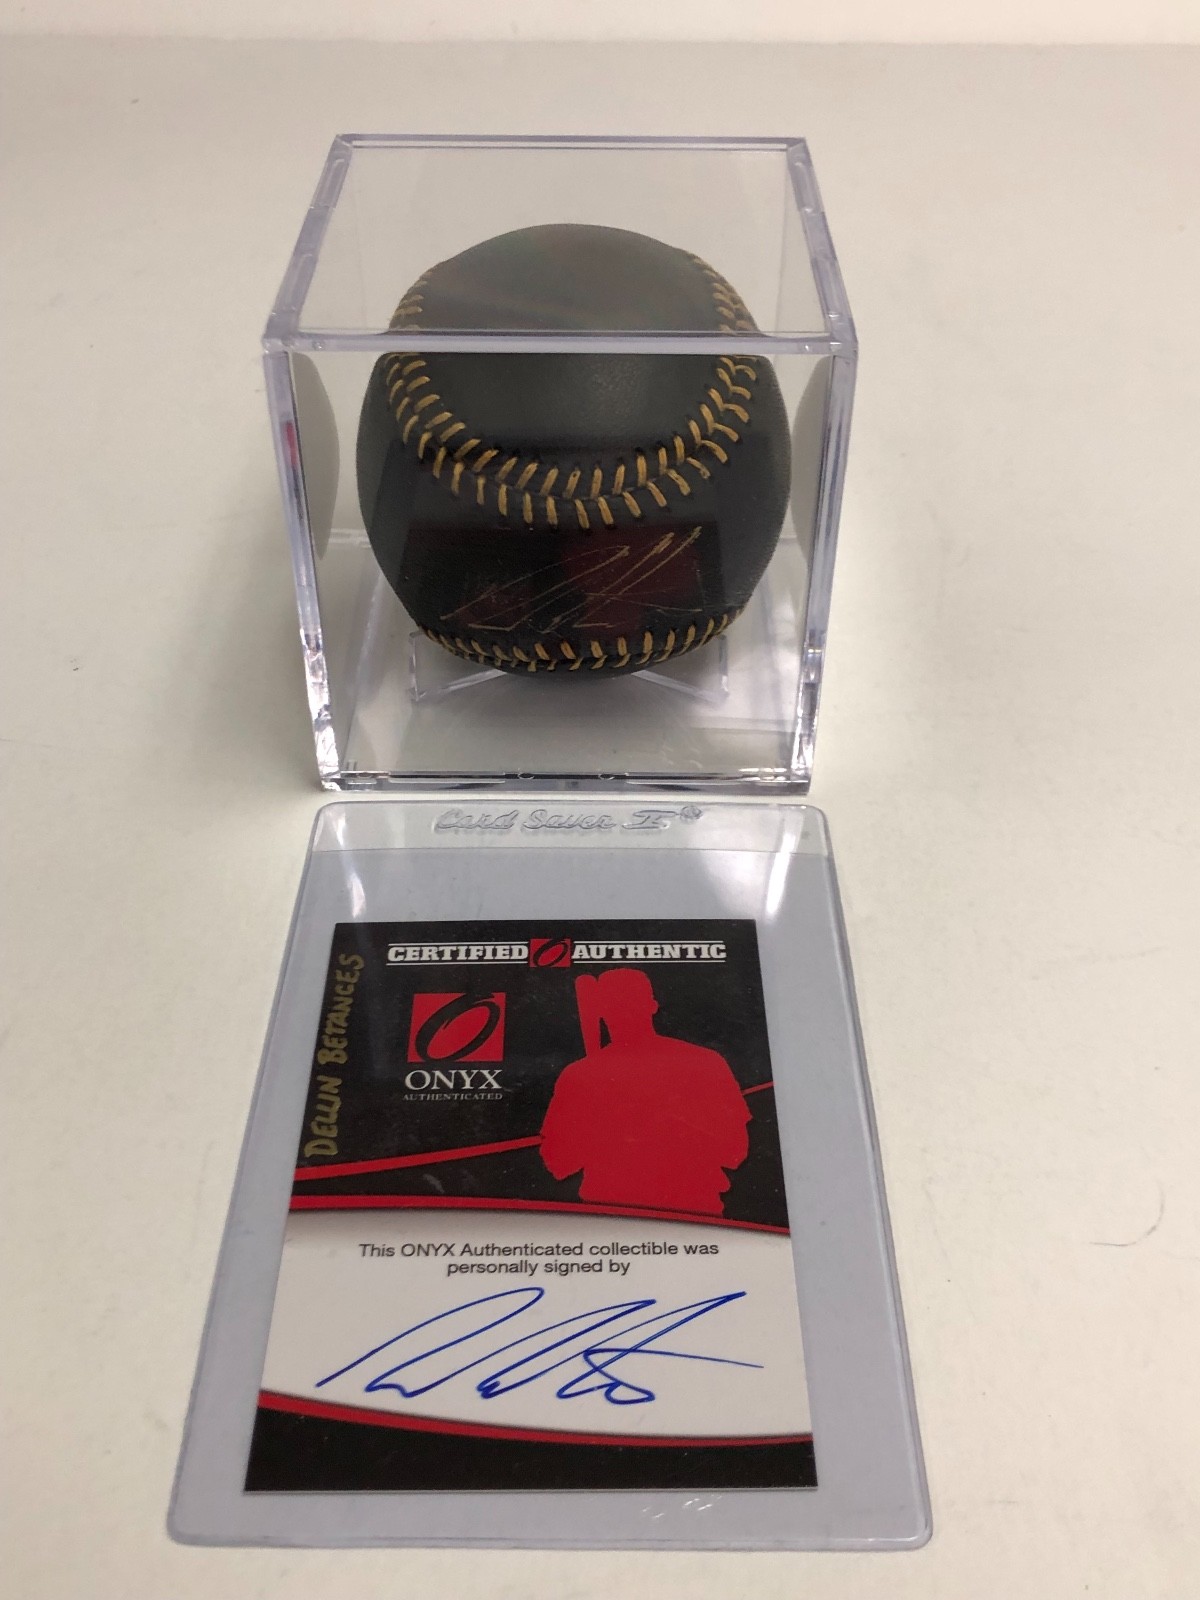 Card Saver II®
CERTIFIED AUTHENTIC
DELLIN BETANCES
ONYX
AUTHENTICATED
This ONYX Authenticated collectible was
personally signed by